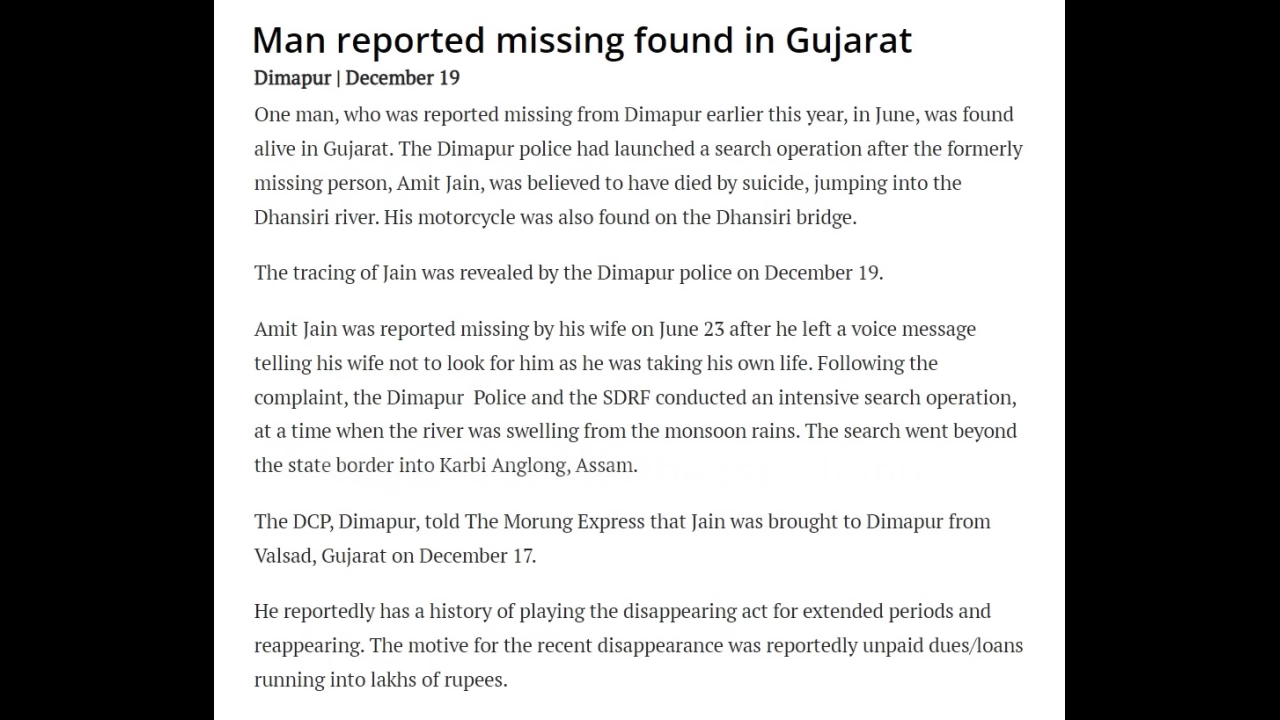 Man reported missing found in Gujarat
Dimapur | December 19
One man, who was reported missing from Dimapur earlier this year, in June, was found
alive in Gujarat. The Dimapur police had launched a search operation after the formerly
missing person, Amit Jain, was believed to have died by suicide, jumping into the
Dhansiri river. His motorcycle was also found on the Dhansiri bridge.
The tracing of Jain was revealed by the Dimapur police on December 19.
Amit Jain was reported missing by his wife on June 23 after he left a voice message
telling his wife not to look for him as he was taking his own life. Following the
complaint, the Dimapur  Police and the SDRF conducted an intensive search operation,
at a time when the river was swelling from the monsoon rains. The search went beyond
the state border into Karbi Anglong, Assam.
The DCP, Dimapur, told The Morung Express that Jain was brought to Dimapur from
Valsad, Gujarat on December 17.
He reportedly has a history of playing the disappearing act for extended periods and
reappearing. The motive for the recent disappearance was reportedly unpaid dues/loans
running into lakhs of rupees.